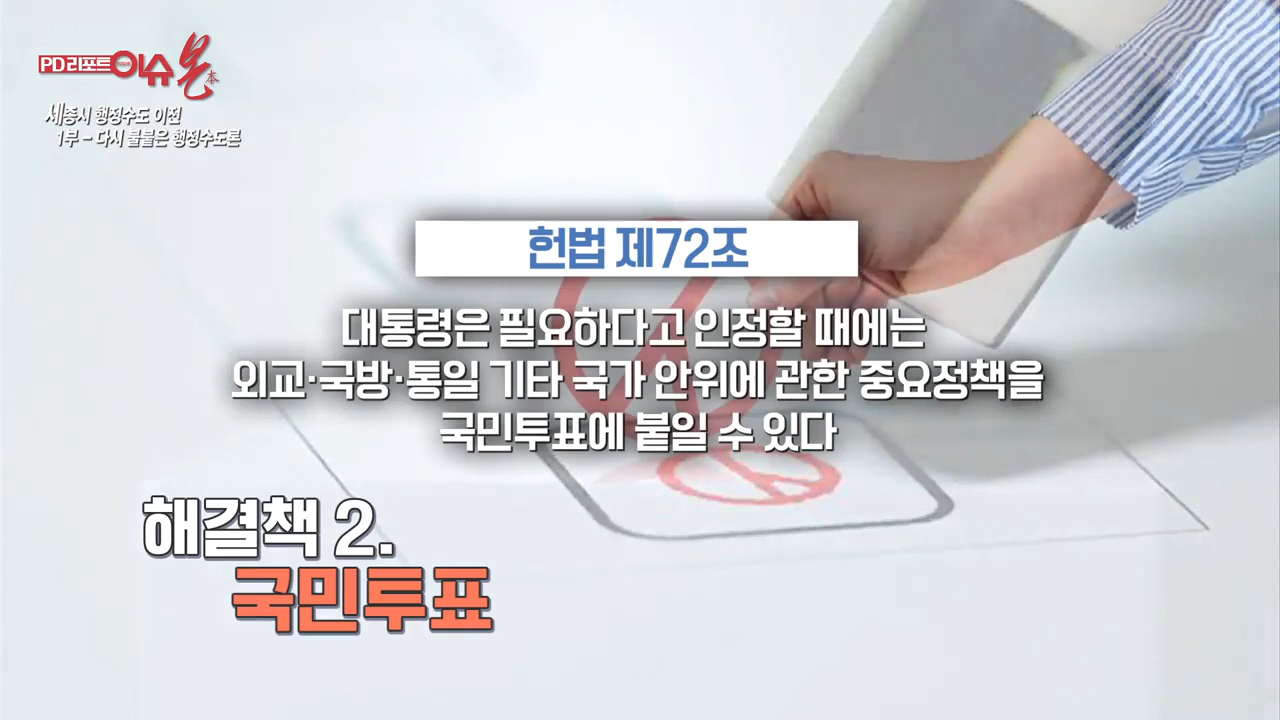 PD리포트 이슈 본 本
세종시 행정수도 이전
1부 - 다시 불붙은 행정수도론
헌법 제72조
대통령은 필요하다고 인정할 때에는
외교·국방·통일 기타 국가 안위에 관한 중요정책을
국민투표에 붙일 수 있다
해결책 2.
국민투표